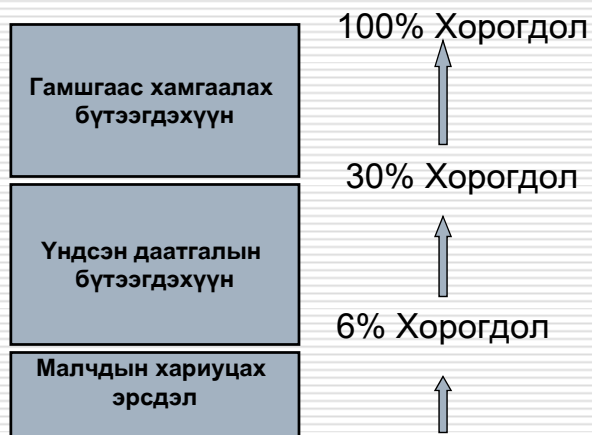 100% Хорогдол
Гамшгаас хамгаалах
бүтээгдэхүүн
30% Хорогдол
Үндсэн даатгалын
бүтээгдэхүүн
6% Хорогдол
Малчдын хариуцах
эрсдэл